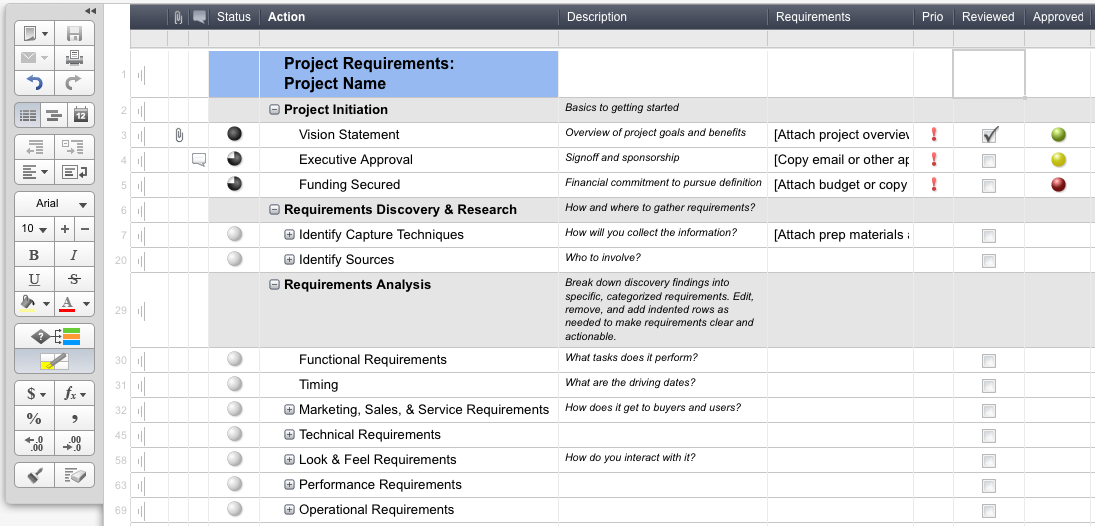 Status Action Description Requirements Prio Reviewed Approved
1 Project Requirements:
Project Name
2 Project Initiation Basics to getting started
3 Vision Statement Overview of project goals and benefits [Attach project overview
4 Executive Approval Signoff and sponsorship [Copy email or other ap
5 Funding Secured Financial commitment to pursue definition [Attach budget or copy
6 Requirements Discovery & Research How and where to gather requirements?
7 Identify Capture Techniques How will you collect the information? [Attach prep materials a
20 Identify Sources Who to involve?
29 Requirements Analysis Break down discovery findings into
specific, categorized requirements. Edit,
remove, and add indented rows as
needed to make requirements clear and
actionable.
30 Functional Requirements What tasks does it perform?
31 Timing What are the driving dates?
32 Marketing, Sales, & Service Requirements How does it get to buyers and users?
45 Technical Requirements
58 Look & Feel Requirements How do you interact with it?
63 Performance Requirements
69 Operational Requirements
12
Arial
10 + −
B I
U S
A
?
$ fx
% ,
.0 .00
.00 .0